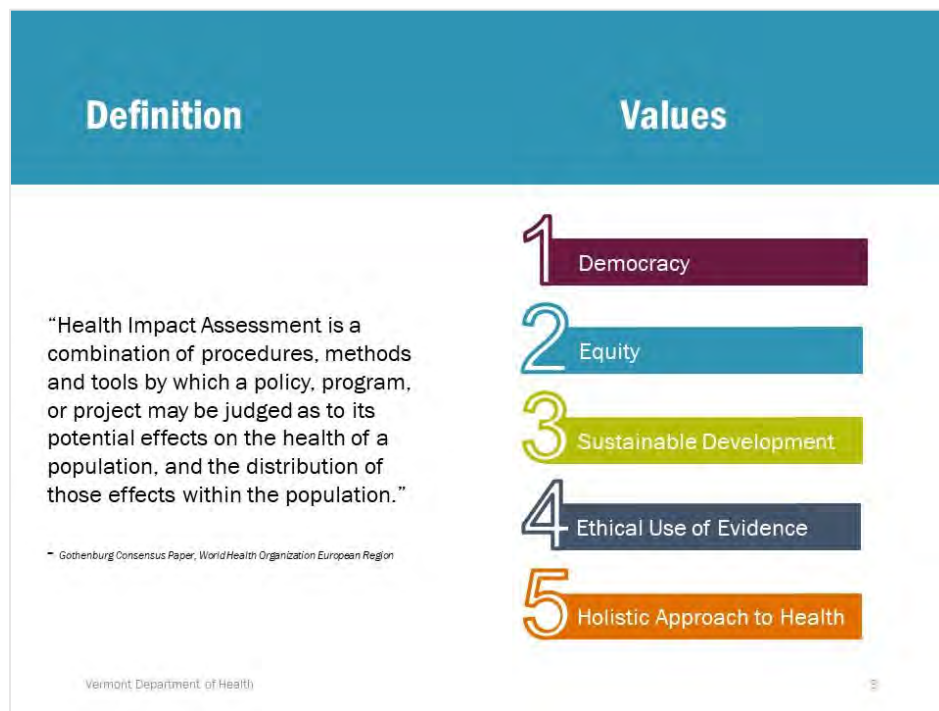 Definition
Values
“Health Impact Assessment is a
combination of procedures, methods
and tools by which a policy, program,
or project may be judged as to its
potential effects on the health of a
population, and the distribution of
those effects within the population.”
- Gothenburg Consensus Paper, World Health Organization European Region
1 Democracy
2 Equity
3 Sustainable Development
4 Ethical Use of Evidence
5 Holistic Approach to Health
Vermont Department of Health